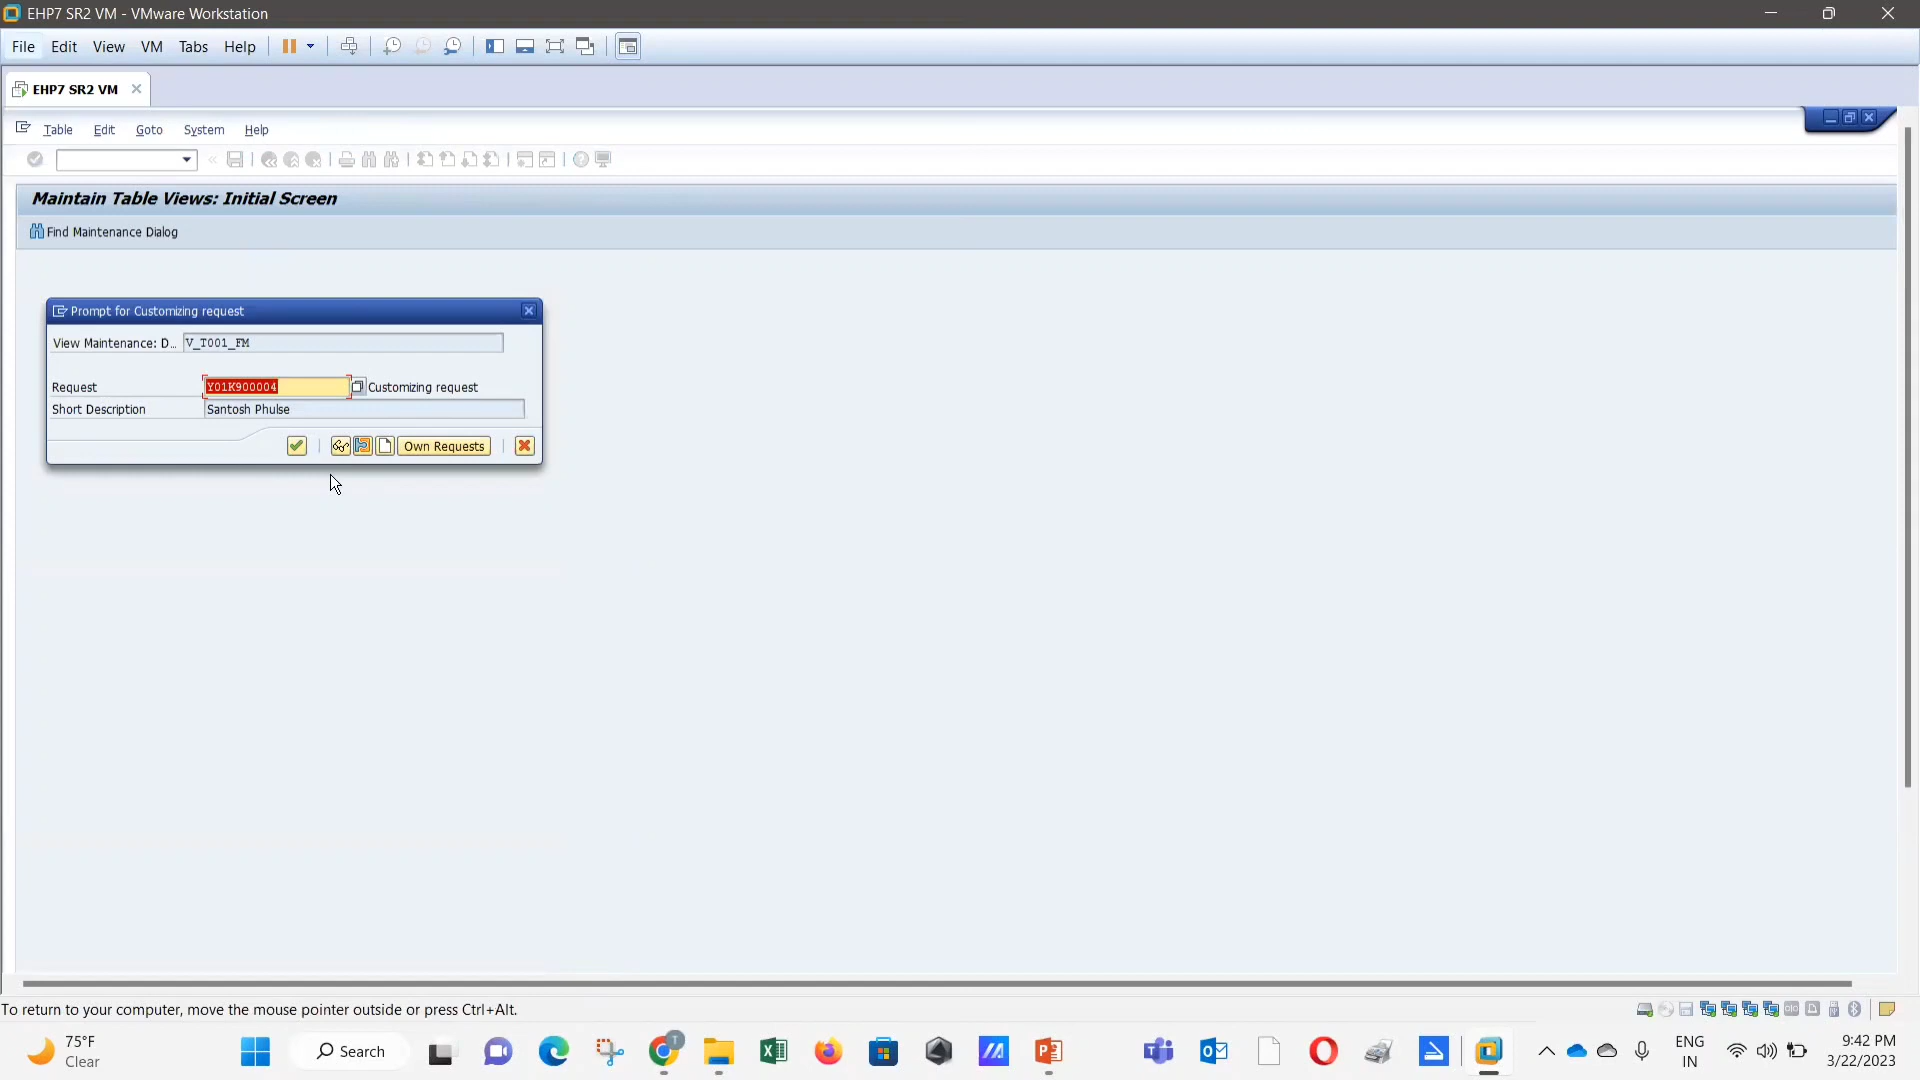 EHP7 SR2 VM - VMware Workstation
File Edit View VM Tabs Help
EHP7 SR2 VM
Table Edit Goto System Help
Maintain Table Views: Initial Screen
Find Maintenance Dialog
Prompt for Customizing request
View Maintenance: D... V_T001_FM
Request Y01K900004 Customizing request
Short Description Santosh Phulse
Own Requests
To return to your computer, move the mouse pointer outside or press Ctrl+Alt.
75°F
Clear
Search
ENG
IN
9:42 PM
3/22/2023